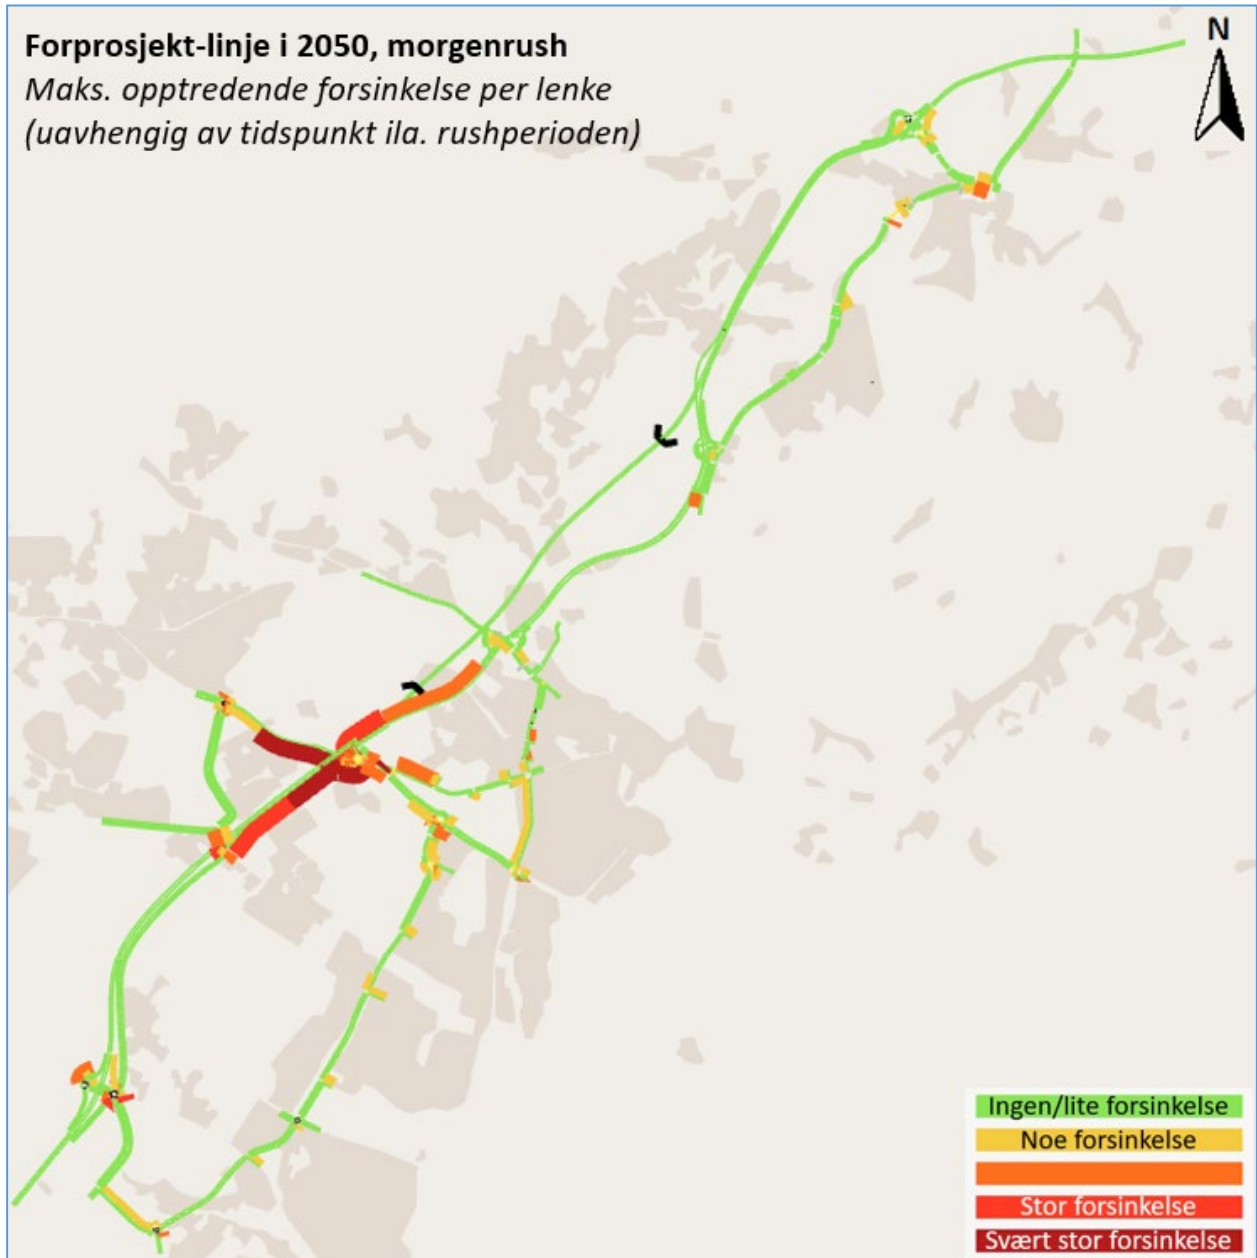 Forprosjekt-linje i 2050, morgenrush
Maks. opptredende forsinkelse per lenke
(uavhengig av tidspunkt ila. rushperioden)
N
Ingen/lite forsinkelse
Noe forsinkelse
Stor forsinkelse
Svært stor forsinkelse